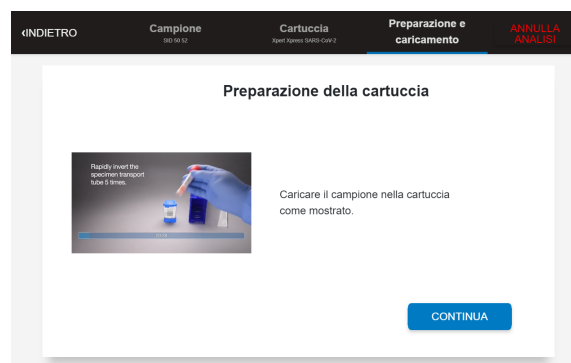 ‹INDIETRO
Campione
SID 50 52
Cartuccia
Xpert Xpress SARS-CoV-2
Preparazione e
caricamento
ANNULLA
ANALISI
Preparazione della cartuccia
Rapidly invert the
specimen transport
tube 5 times.
Caricare il campione nella cartuccia
come mostrato.
CONTINUA